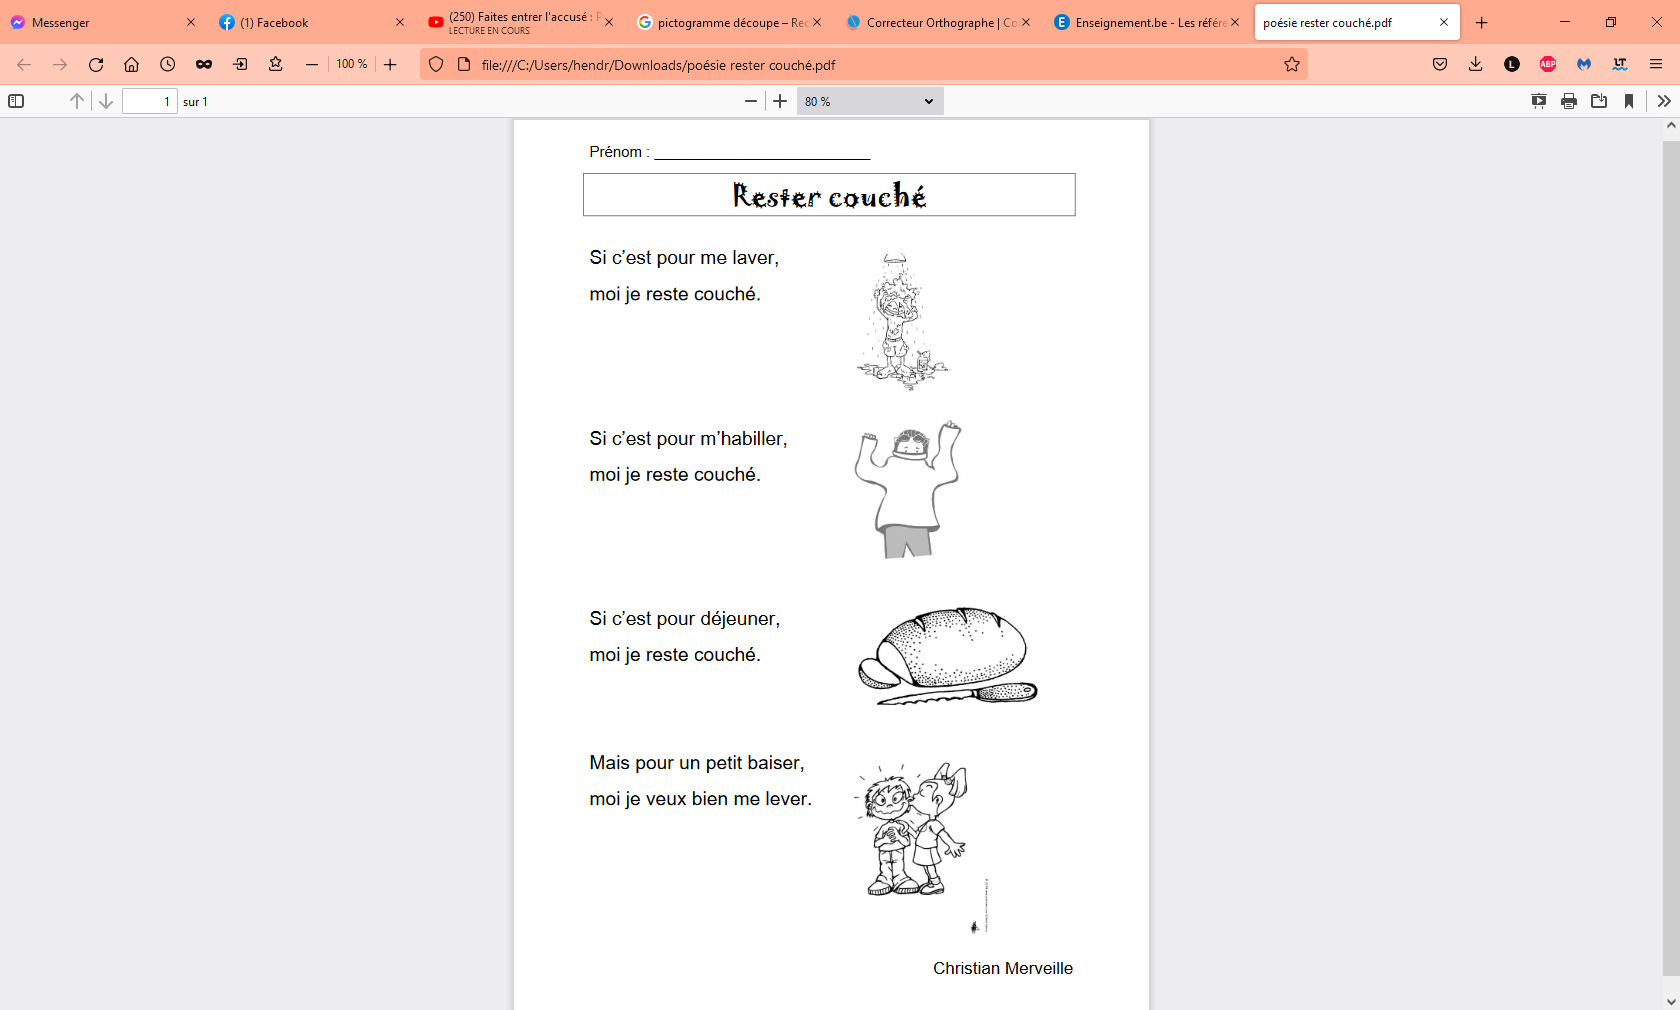 Messenger
(1) Facebook
(250) Faites entrer l'accusé : P
LECTURE EN COURS
pictogramme découpe – Rec
Correcteur Orthographe | Co
Enseignement.be - Les référe
poésie rester couché.pdf
100 %
file:///C:/Users/hendr/Downloads/poésie rester couché.pdf
L
ABP
LT
1 sur 1
80 %
Prénom : ___________________________
Rester couché
Si c’est pour me laver,
moi je reste couché.
Si c’est pour m’habiller,
moi je reste couché.
Si c’est pour déjeuner,
moi je reste couché.
Mais pour un petit baiser,
moi je veux bien me lever.
Christian Merveille